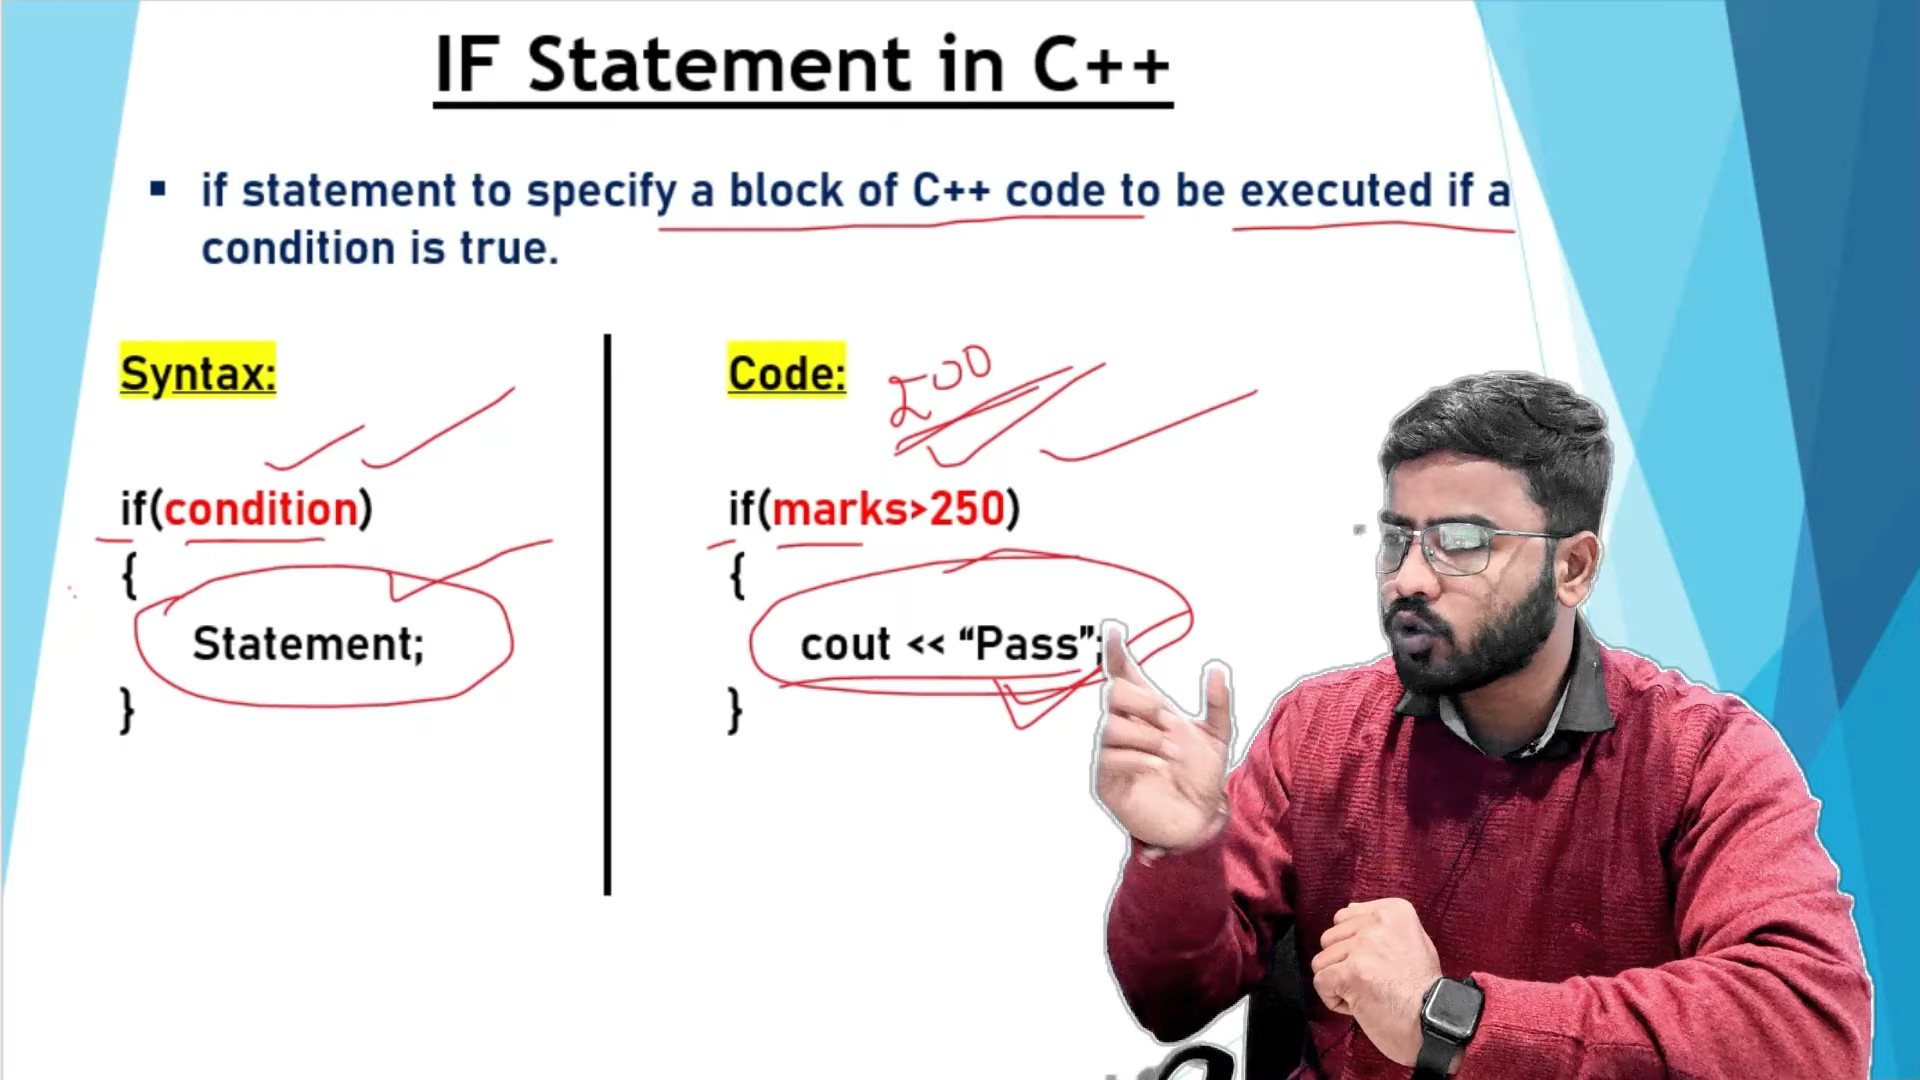 IF Statement in C++
▪ if statement to specify a block of C++ code to be executed if a
condition is true.
Syntax:
if(condition)
{
Statement;
}
Code:
500
if(marks>250)
{
cout << “Pass”;
}